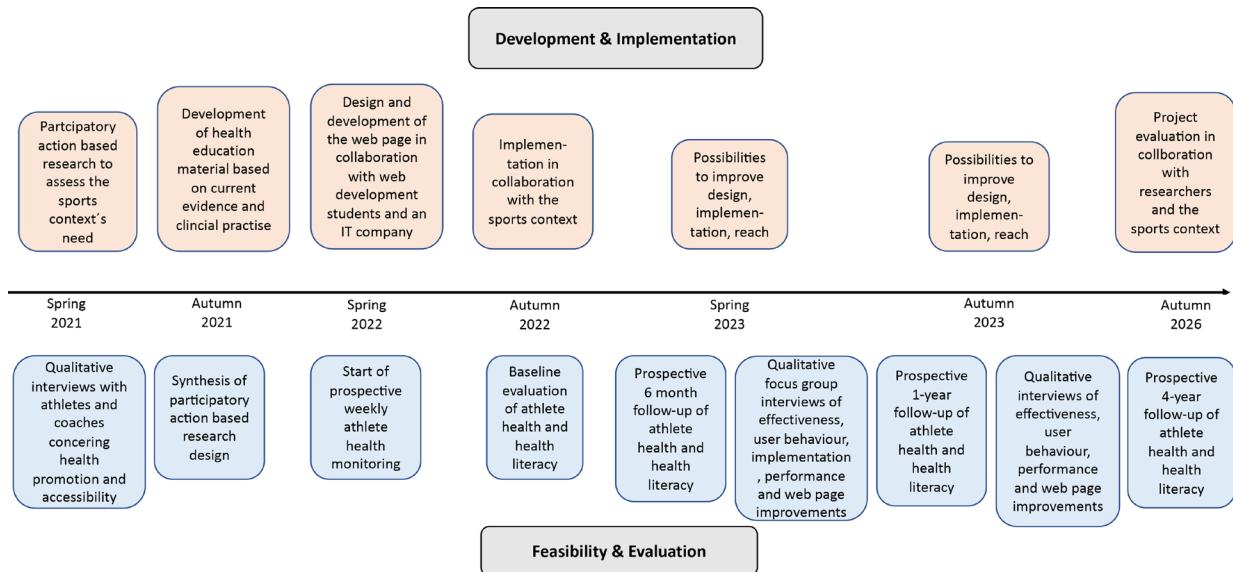 Development & Implementation
Partcipatory
action based
research to
assess the
sports
context´s
need
Development
of health
education
material based
on current
evidence and
clincial practise
Design and
development of
the web page in
collaboration
with web
development
students and an
IT company
Implemen-
tation in
collaboration
with the sports
context
Possibilities
to improve
design,
implemen-
tation, reach
Possibilities to
improve
design,
implemen-
tation, reach
Project
evaluation in
collboration
with
researchers
and the
sports context
Spring
2021
Autumn
2021
Spring
2022
Autumn
2022
Spring
2023
Autumn
2023
Autumn
2026
Qualitative
interviews with
athletes and
coaches
concering
health
promotion and
accessibility
Synthesis of
participatory
action based
research
design
Start of
prospective
weekly
athlete
health
monitoring
Baseline
evaluation
of athlete
health and
health
literacy
Prospective
6 month
follow-up of
athlete
health and
health
literacy
Qualitative
focus group
interviews of
effectiveness,
user behaviour,
implementation
, performance
and web page
improvements
Prospective
1-year
follow-up of
athlete
health and
health
literacy
Qualitative
interviews of
effectiveness,
user
behaviour,
performance
and web page
improvements
Prospective
4-year
follow-up of
athlete
health and
health
literacy
Feasibility & Evaluation